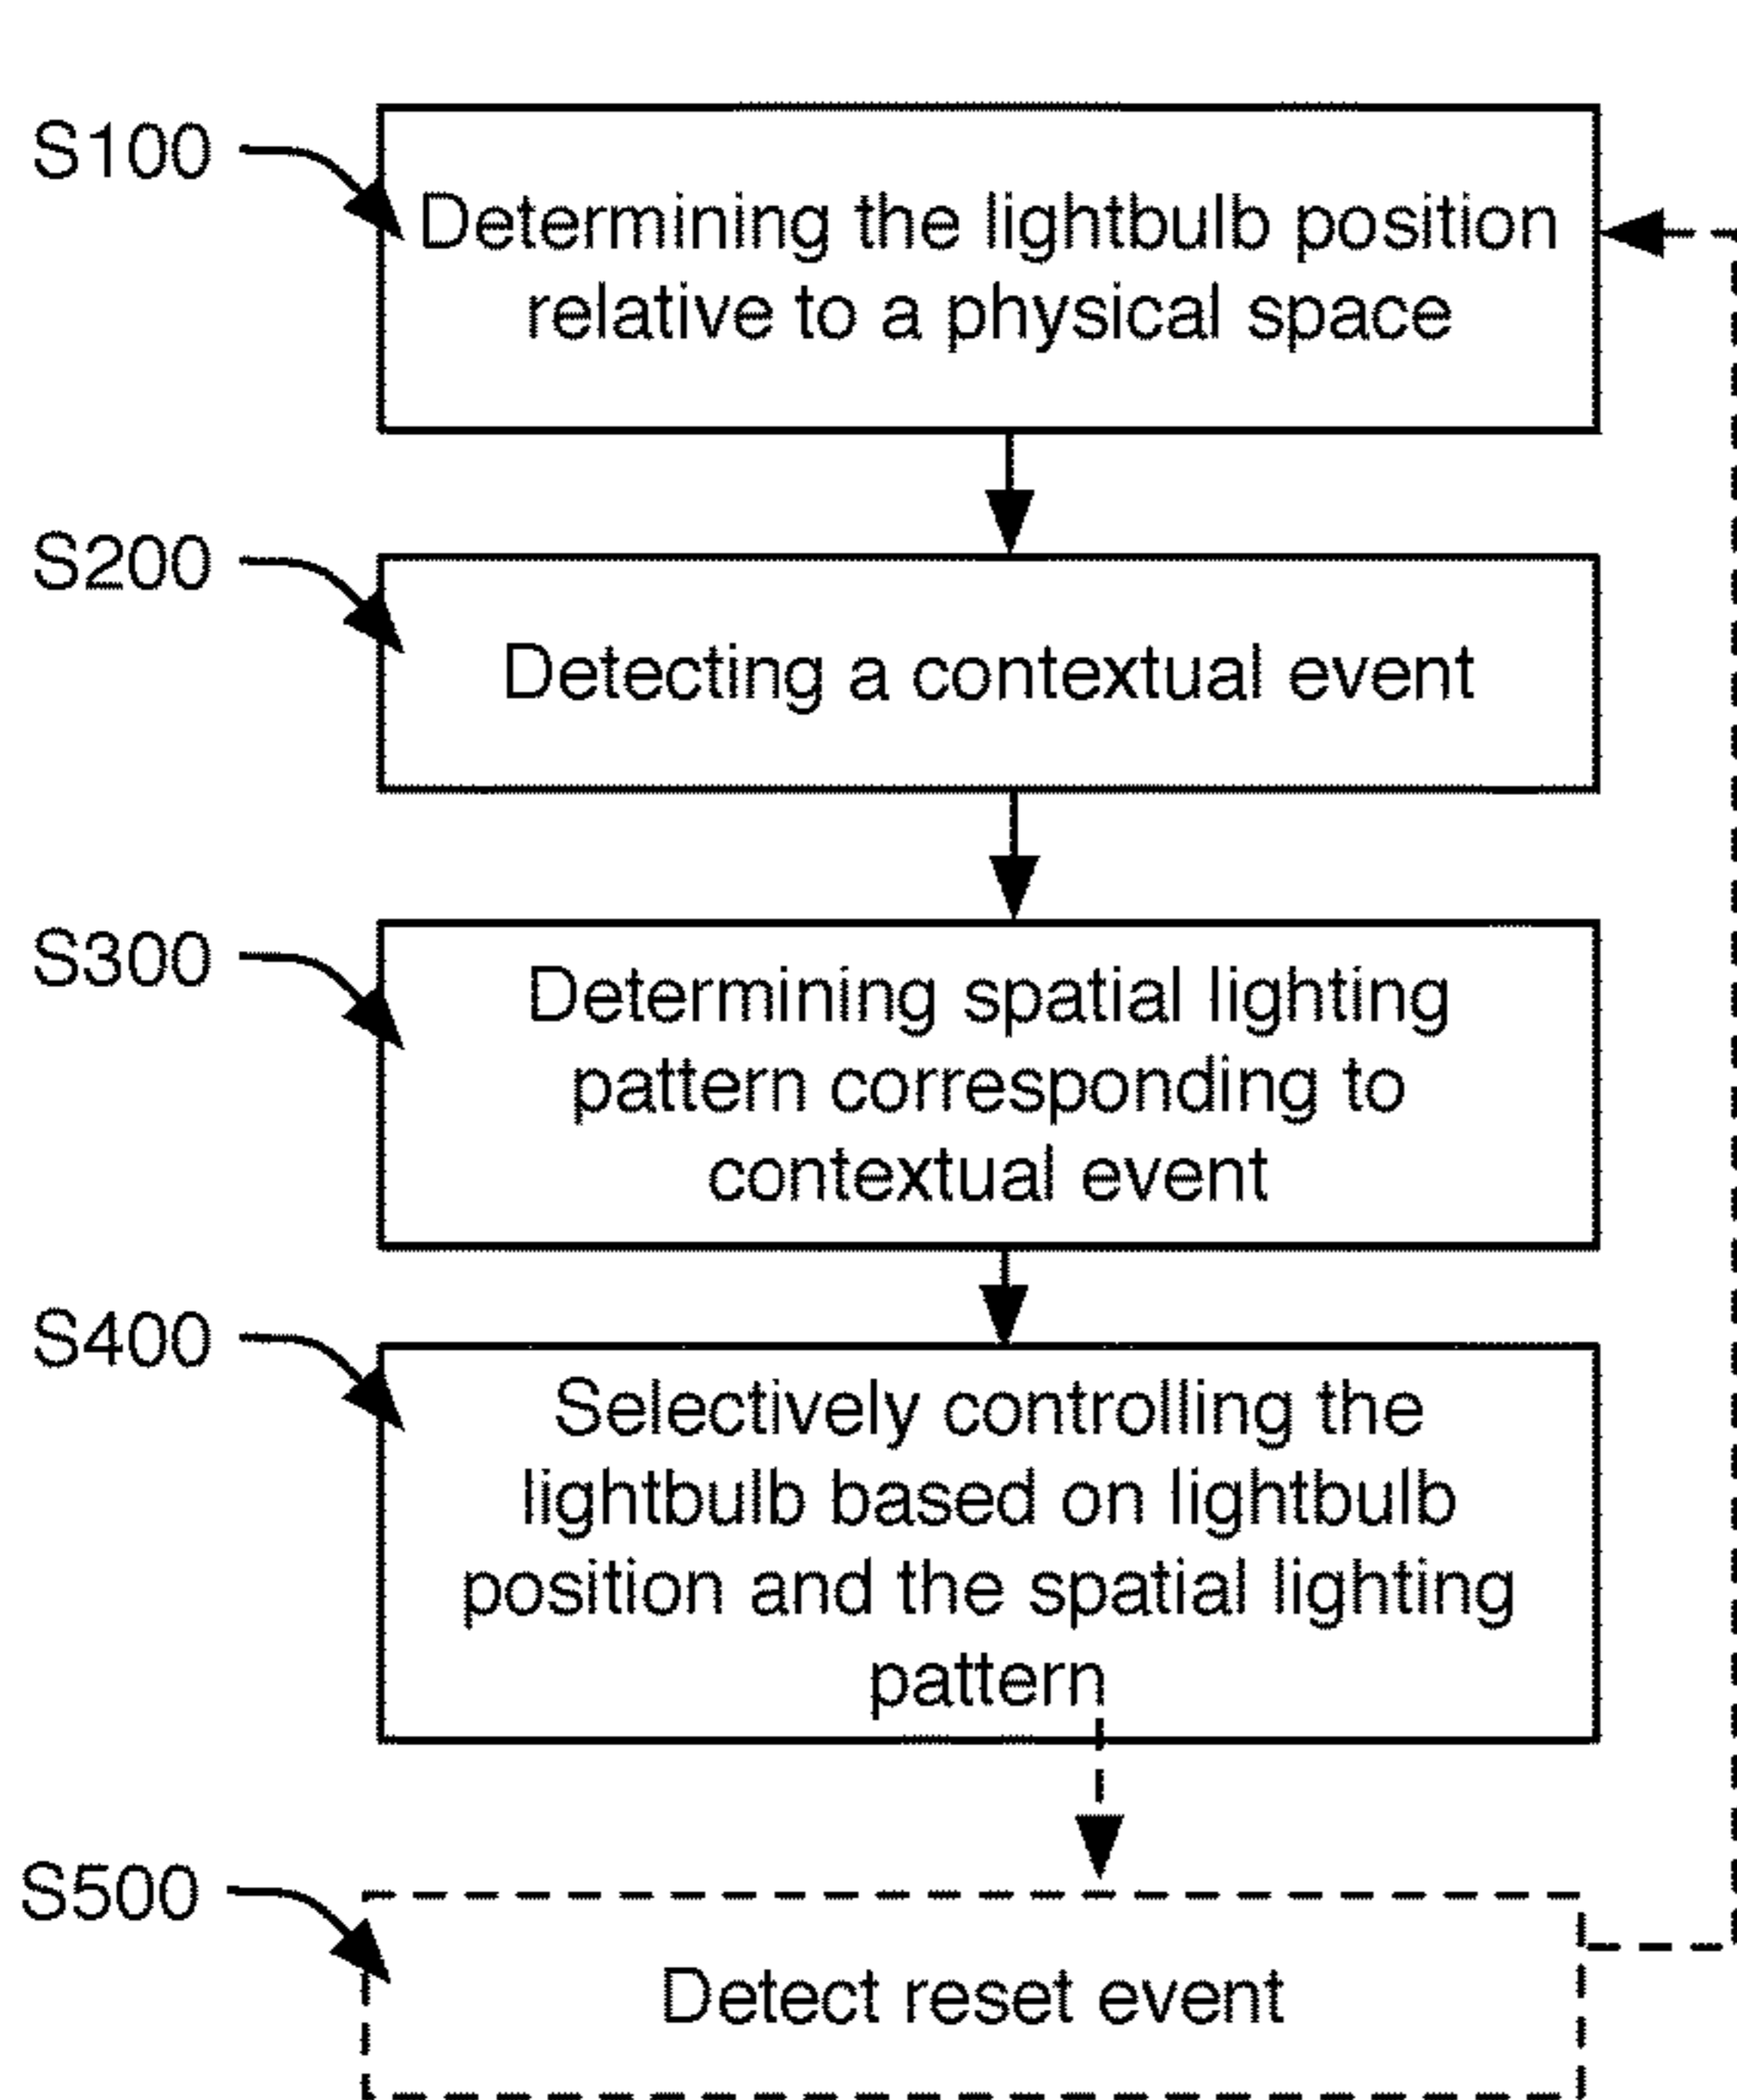 S100
Determining the lightbulb position
relative to a physical space
S200
Detecting a contextual event
S300
Determining spatial lighting
pattern corresponding to
contextual event
S400
Selectively controlling the
lightbulb based on lightbulb
position and the spatial lighting
pattern
S500
Detect reset event